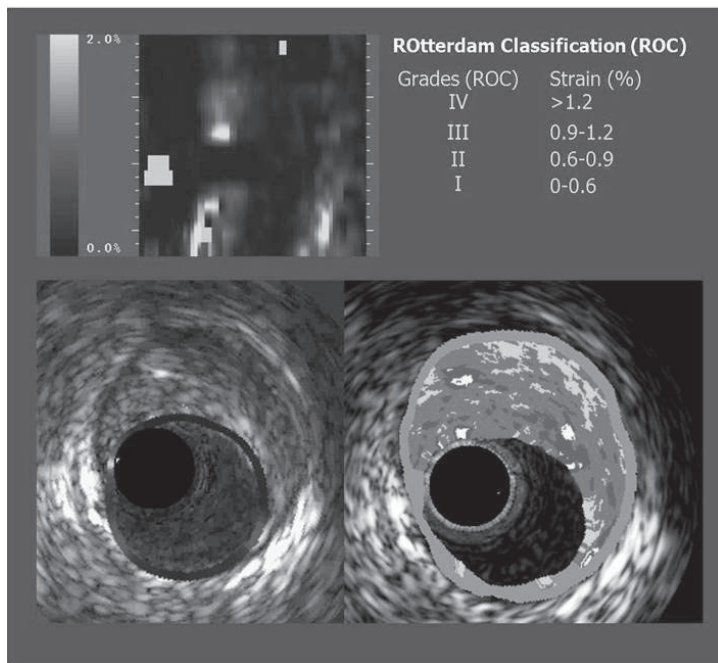 2.0%
0.0%
ROtterdam Classification (ROC)
Grades (ROC) Strain (%)
IV >1.2
III 0.9-1.2
II 0.6-0.9
I 0-0.6